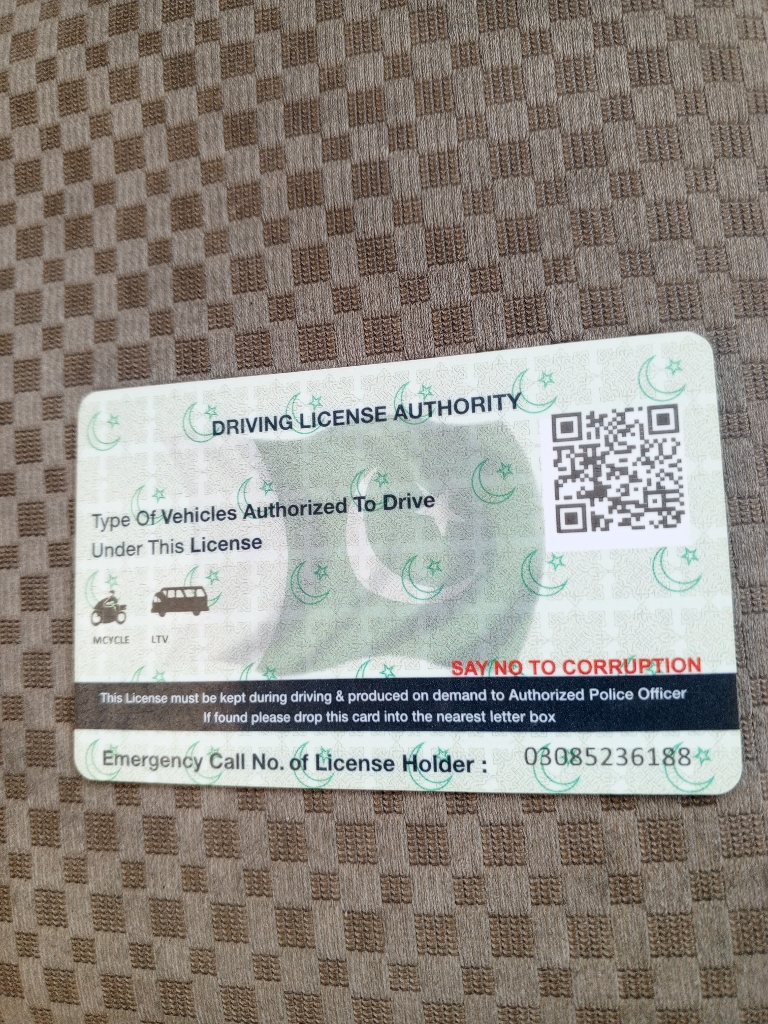 DRIVING LICENSE AUTHORITY
Type Of Vehicles Authorized To Drive
Under This License
MCYCLE LTV
SAY NO TO CORRUPTION
This License must be kept during driving & produced on demand to Authorized Police Officer
If found please drop this card into the nearest letter box
Emergency Call No. of License Holder : 03085236188